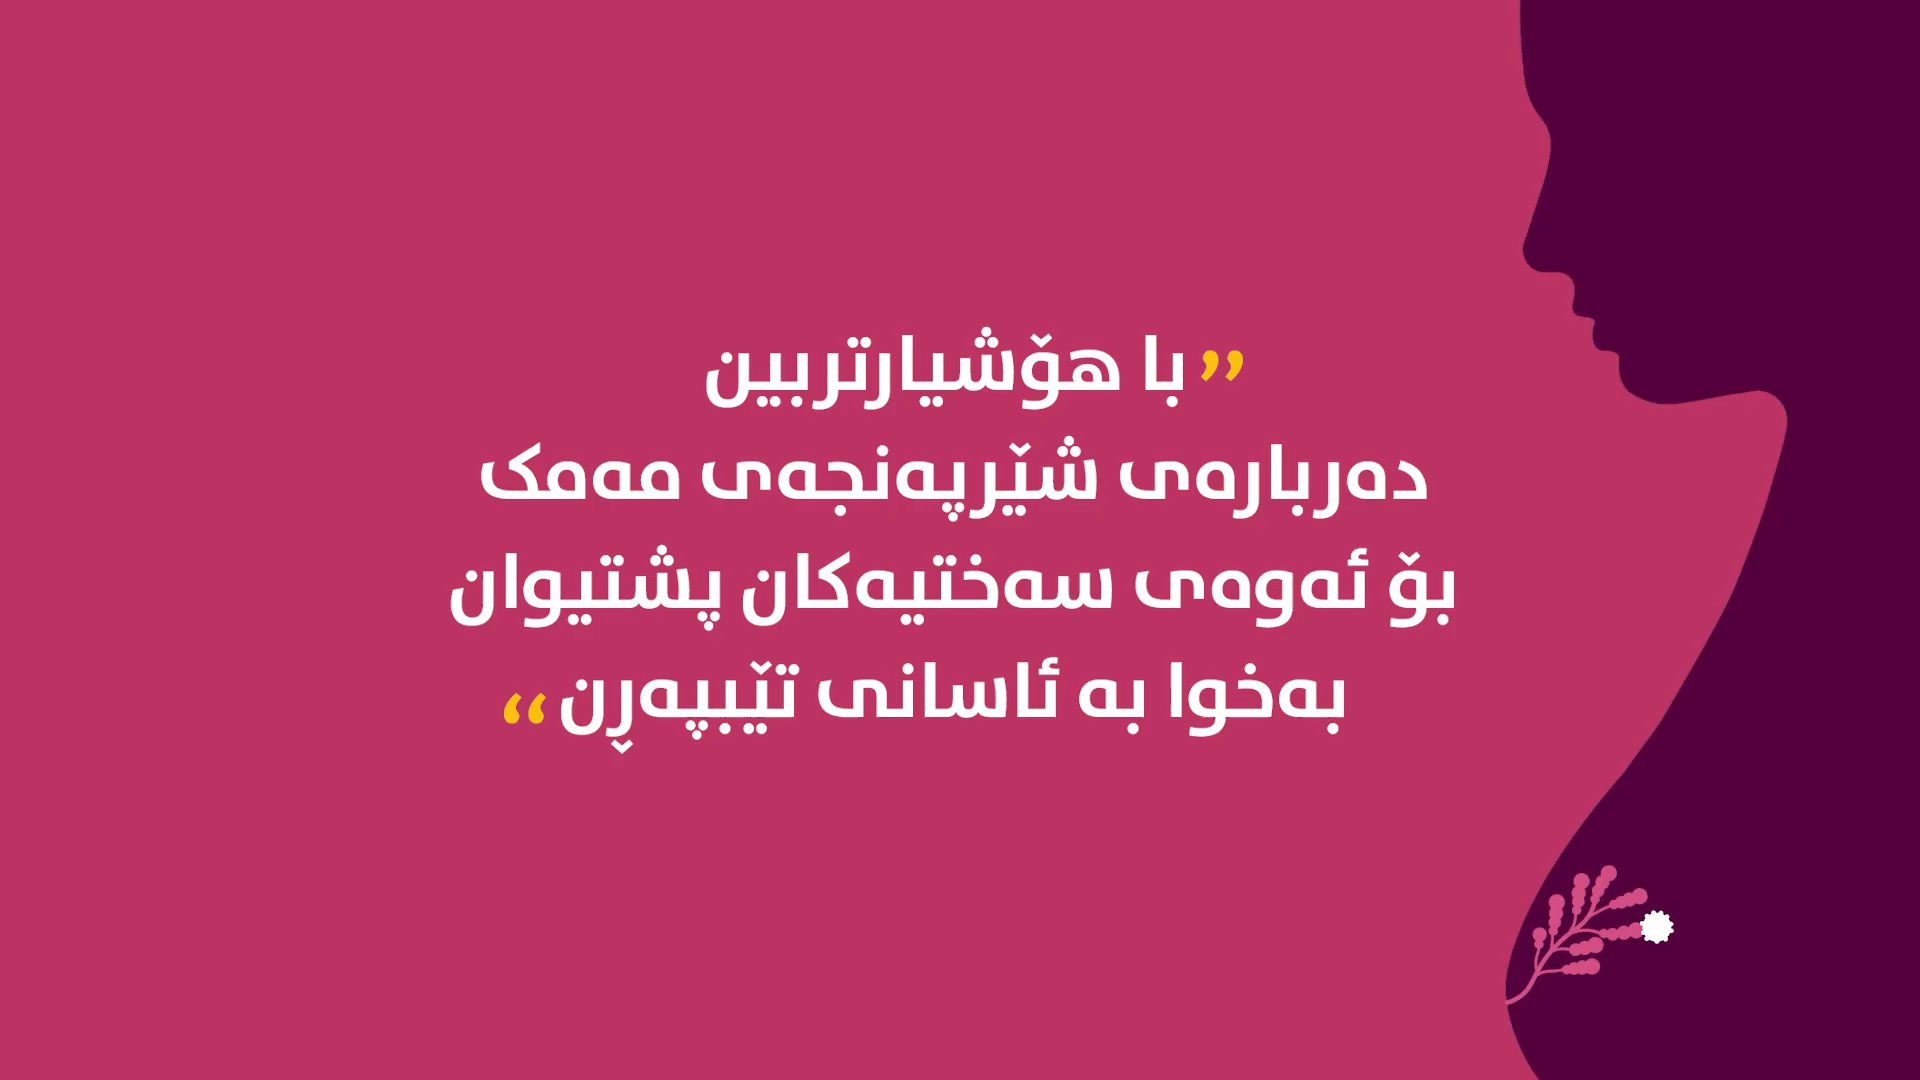 ”با هۆشیارتربین
دەربارەی شێرپەنجەی مەمک
بۆ ئەوەی سەختیەکان پشتیوان
بەخوا بە ئاسانی تێبپەڕن“